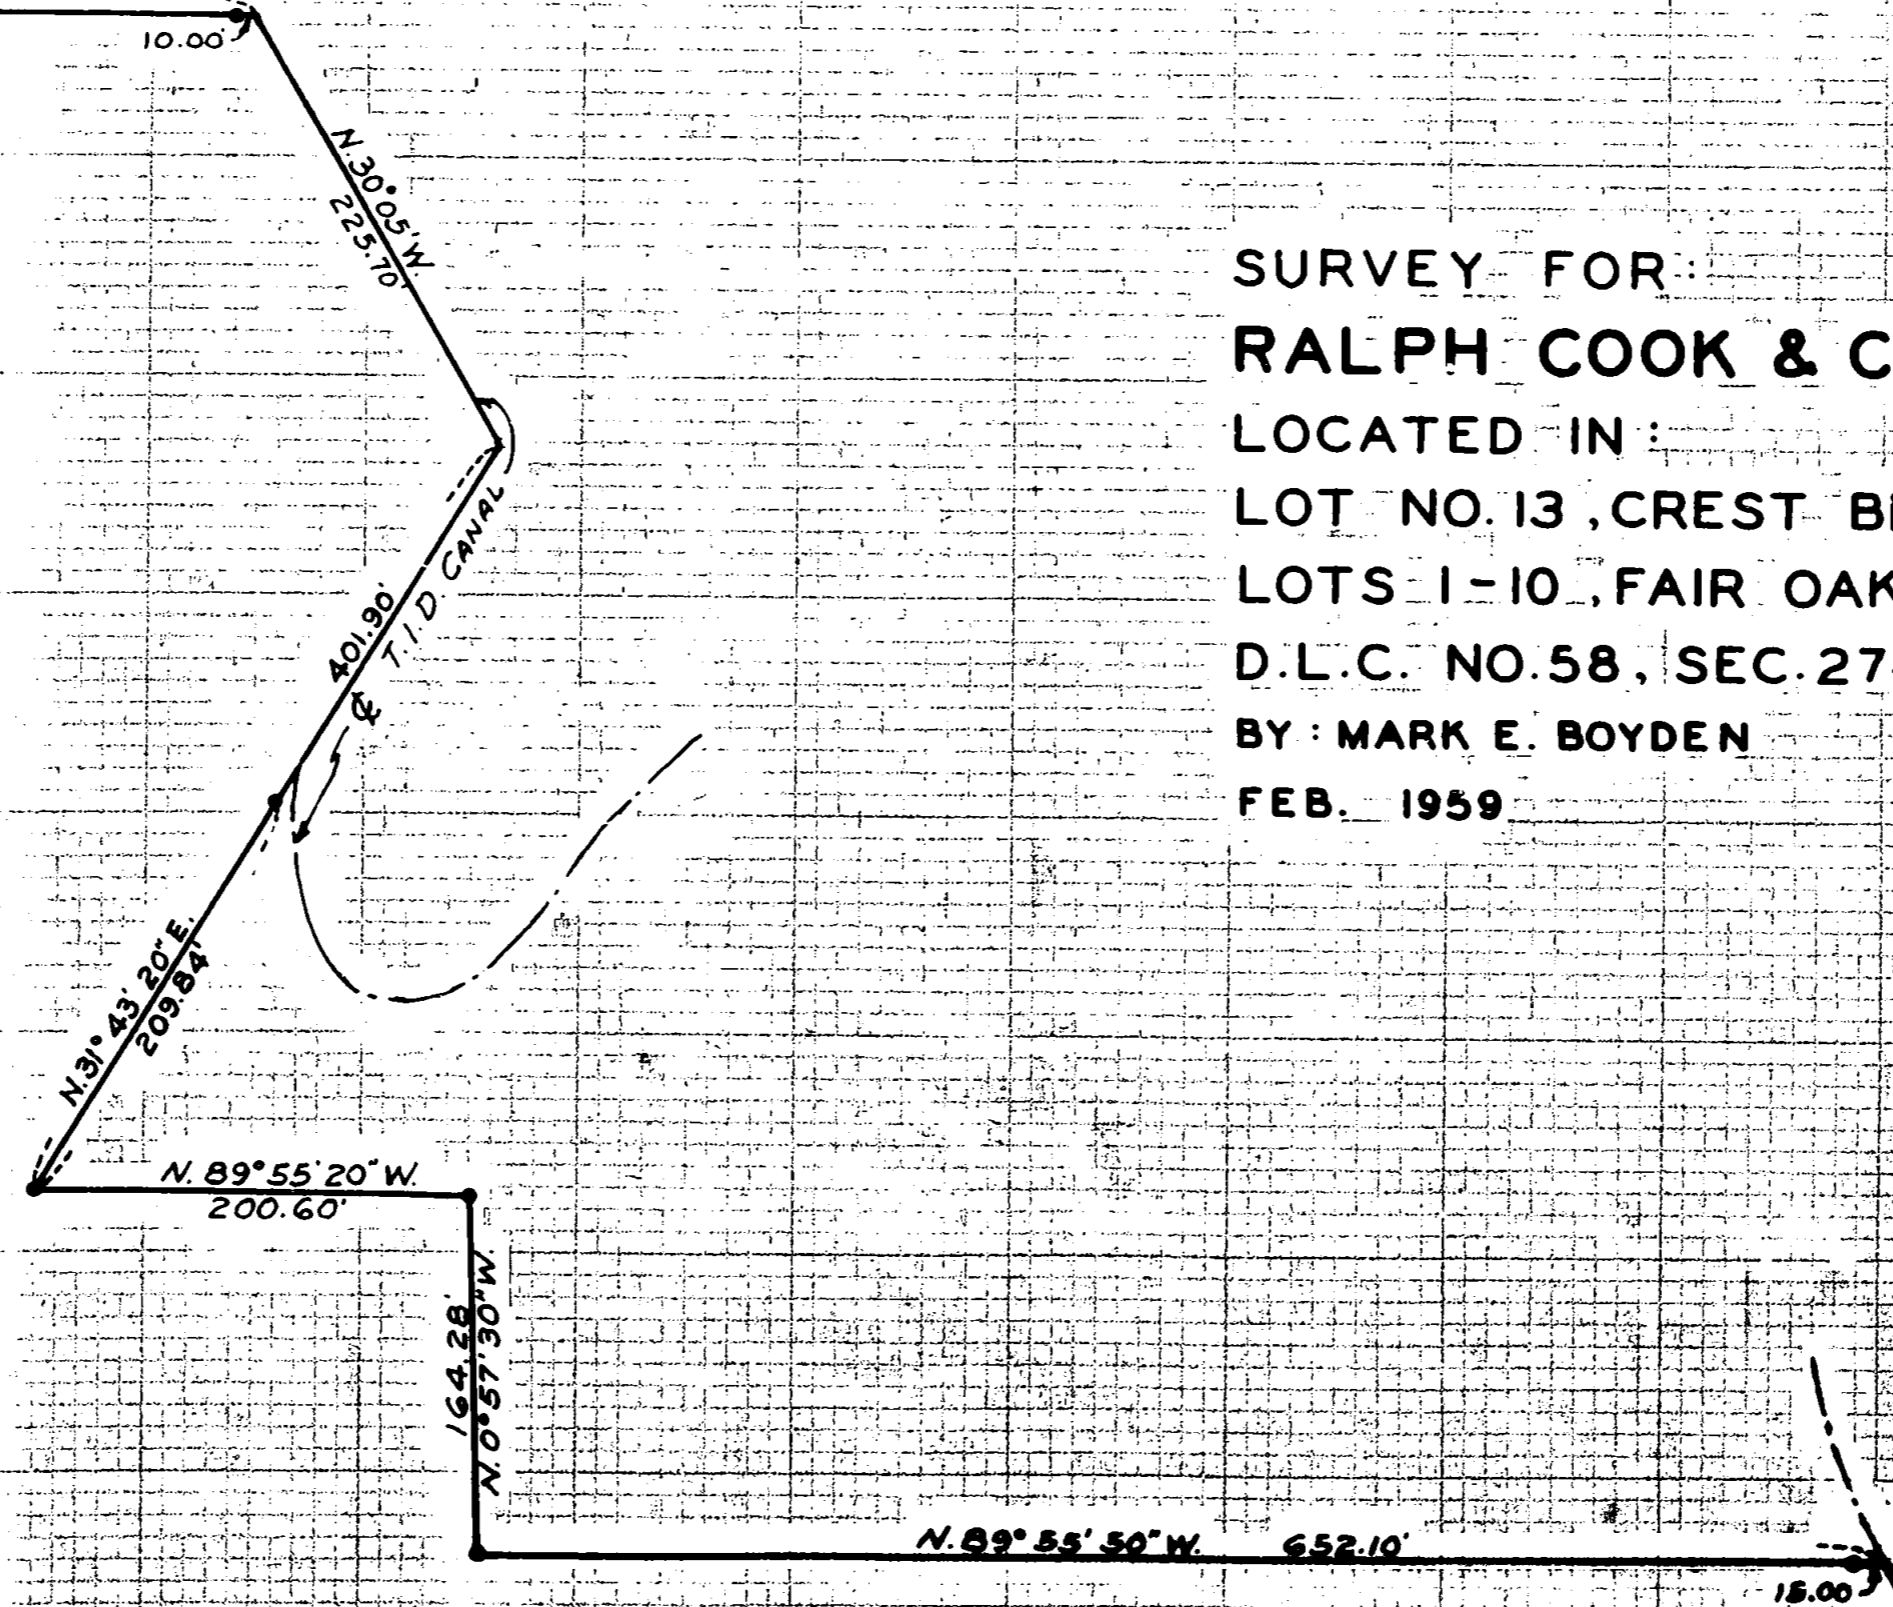 10.00'
N.30°05'W.
225.70'
SURVEY FOR:
RALPH COOK & C
LOCATED IN:
LOT NO. 13, CREST
LOTS 1-10, FAIR OAK
D.L.C. NO. 58, SEC. 27
BY: MARK E. BOYDEN
FEB. 1959
401.90'
T.I.D. CANAL
℄
N.31°43'20"E.
209.84'
N. 89°55'20"W.
200.60'
164.28'
N.0°57'30"W.
N.89°55'50"W. 652.10'
15.00'